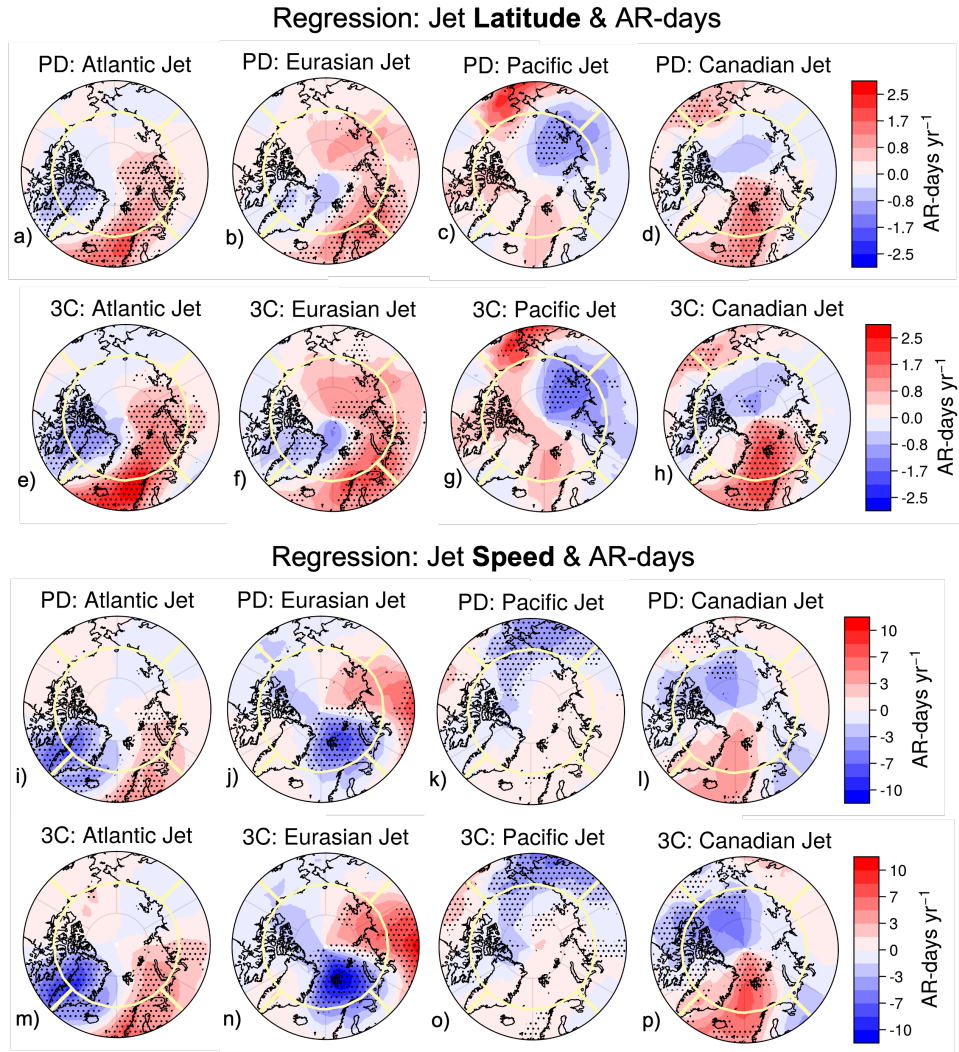 Regression: Jet Latitude & AR-days
PD: Atlantic Jet
PD: Eurasian Jet
PD: Pacific Jet
PD: Canadian Jet
2.5
1.7
0.8
0.0
-0.0
-0.8
-1.7
-2.5
AR-days yr⁻¹
a)
b)
c)
d)
3C: Atlantic Jet
3C: Eurasian Jet
3C: Pacific Jet
3C: Canadian Jet
2.5
1.7
0.8
0.0
-0.8
-1.7
-2.5
AR-days yr⁻¹
e)
f)
g)
h)
Regression: Jet Speed & AR-days
PD: Atlantic Jet
PD: Eurasian Jet
PD: Pacific Jet
PD: Canadian Jet
10
7
3
0
-3
-7
-10
AR-days yr⁻¹
i)
j)
k)
l)
3C: Atlantic Jet
3C: Eurasian Jet
3C: Pacific Jet
3C: Canadian Jet
10
7
3
0
-3
-7
-10
AR-days yr⁻¹
m)
n)
o)
p)